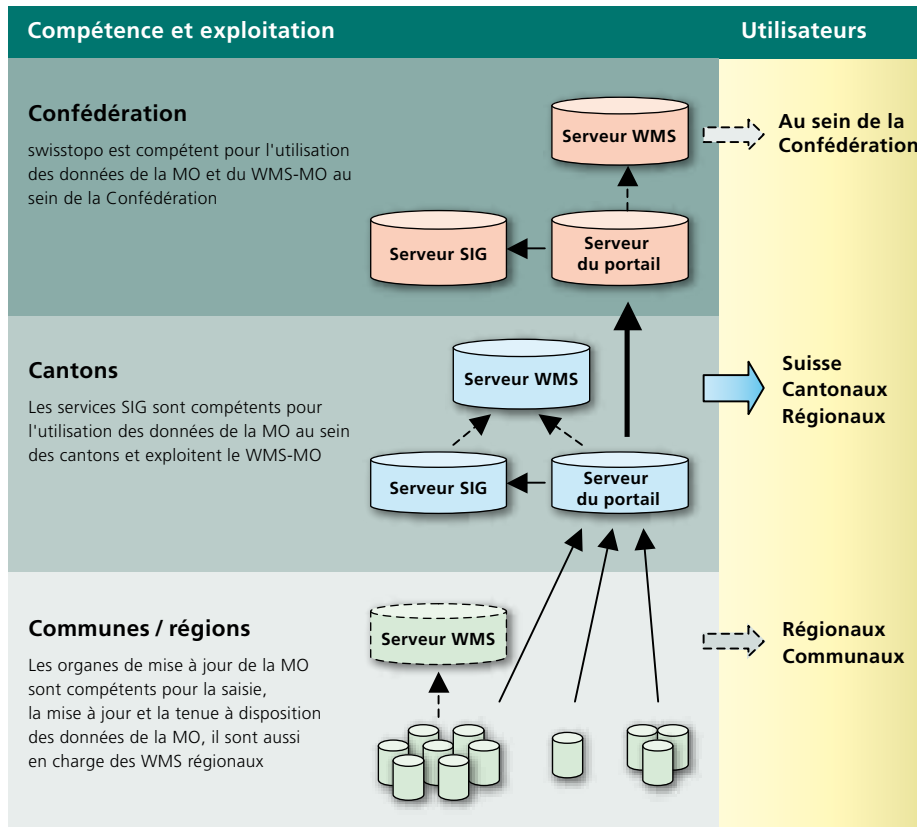 Compétence et exploitation
Utilisateurs
Confédération
swisstopo est compétent pour l'utilisation
des données de la MO et du WMS-MO au
sein de la Confédération
Serveur WMS
Serveur SIG
Serveur
du portail
Au sein de la
Confédération
Cantons
Les services SIG sont compétents pour
l'utilisation des données de la MO au sein
des cantons et exploitent le WMS-MO
Serveur WMS
Serveur SIG
Serveur
du portail
Suisse
Cantonaux
Régionaux
Communes / régions
Les organes de mise à jour de la MO
sont compétents pour la saisie,
la mise à jour et la tenue à disposition
des données de la MO, il sont aussi
en charge des WMS régionaux
Serveur WMS
Régionaux
Communaux